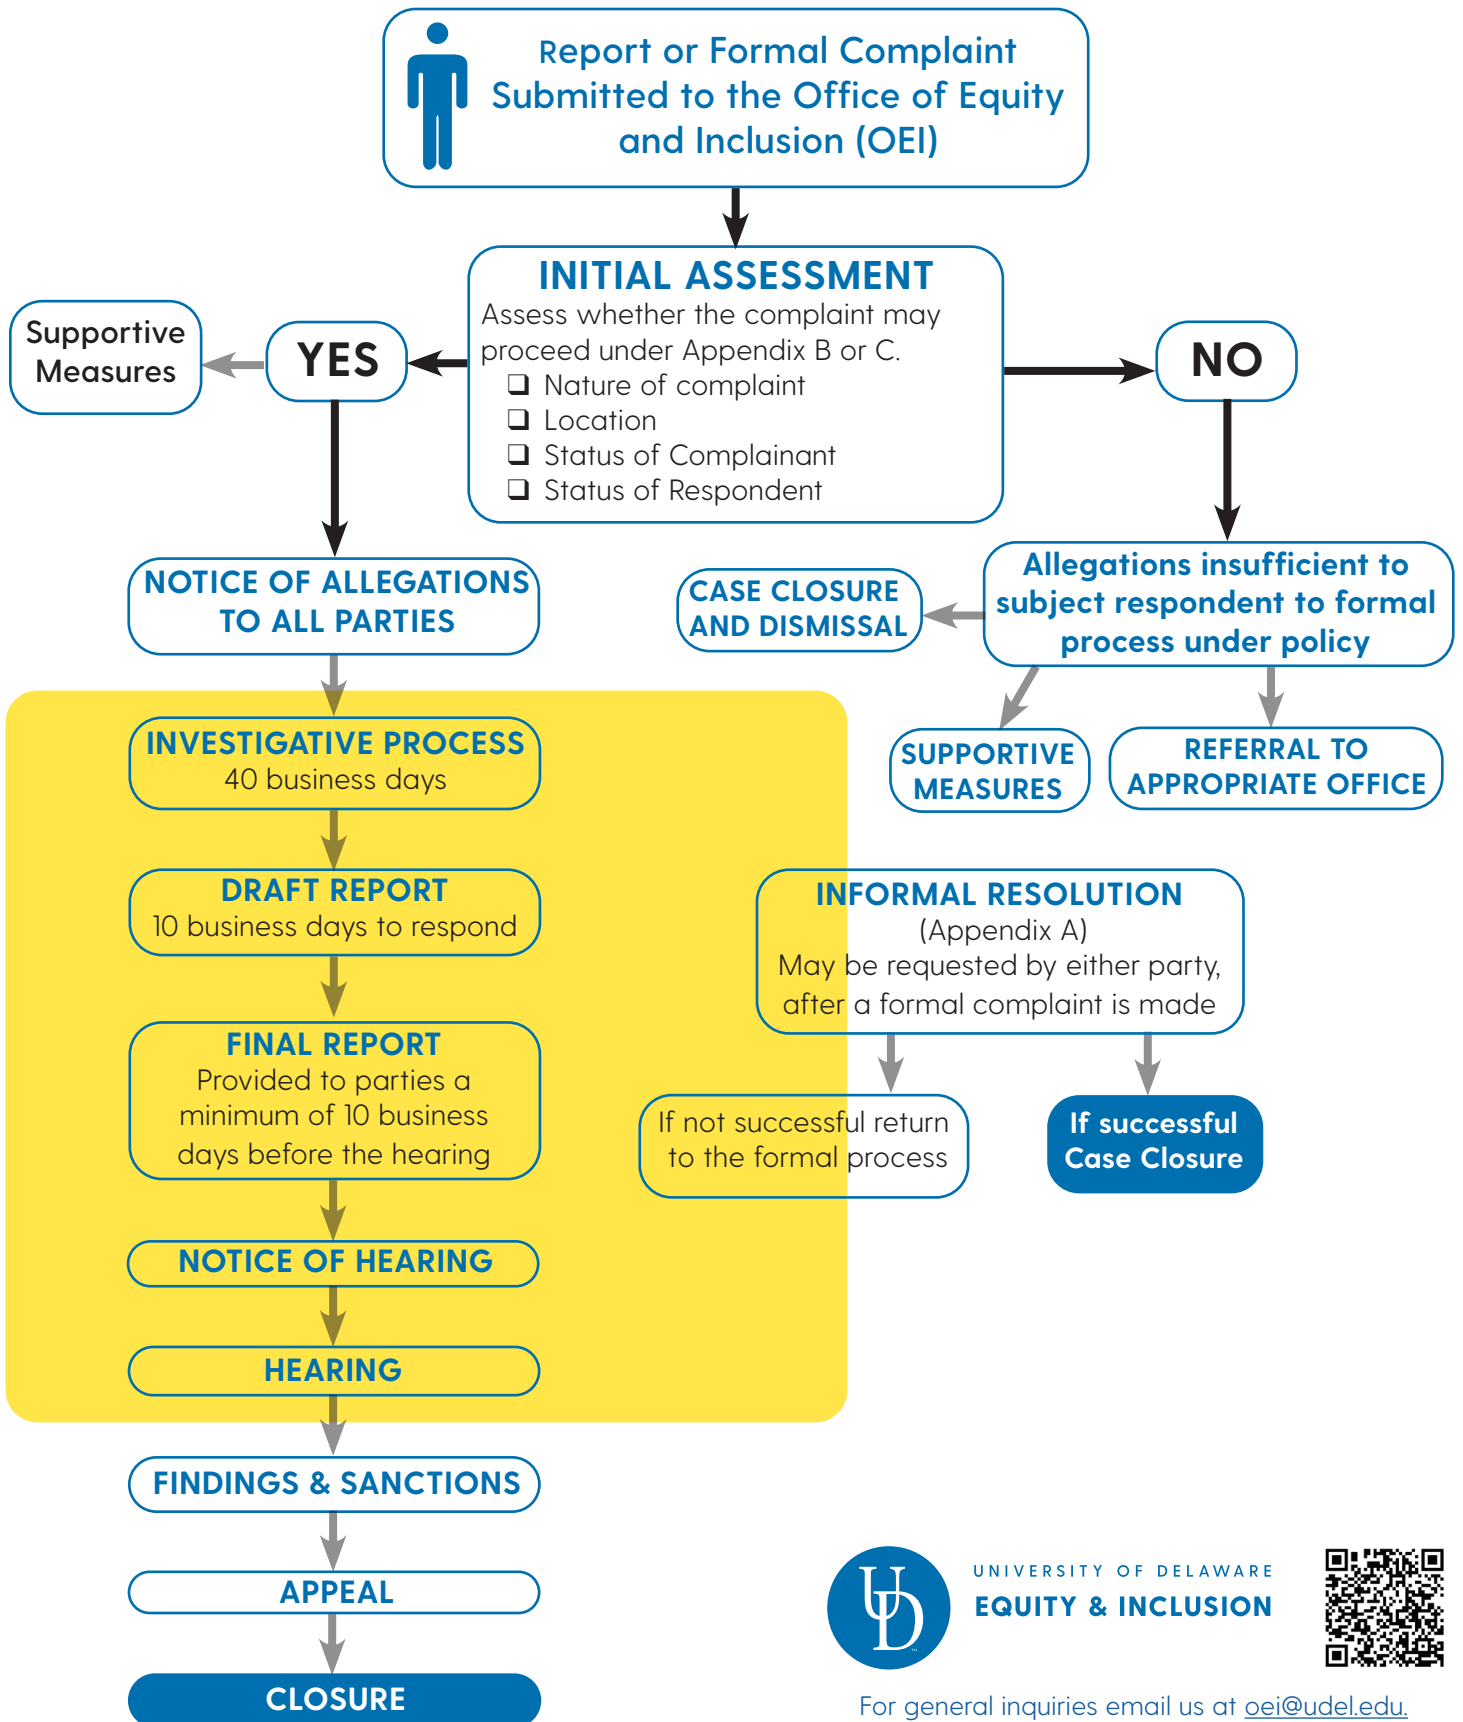 Report or Formal Complaint
Submitted to the Office of Equity
and Inclusion (OEI)
INITIAL ASSESSMENT
Assess whether the complaint may
proceed under Appendix B or C.
❑ Nature of complaint
❑ Location
❑ Status of Complainant
❑ Status of Respondent
Supportive
Measures
YES
NO
NOTICE OF ALLEGATIONS
TO ALL PARTIES
CASE CLOSURE
AND DISMISSAL
Allegations insufficient to
subject respondent to formal
process under policy
SUPPORTIVE
MEASURES
REFERRAL TO
APPROPRIATE OFFICE
INVESTIGATIVE PROCESS
40 business days
DRAFT REPORT
10 business days to respond
FINAL REPORT
Provided to parties a
minimum of 10 business
days before the hearing
INFORMAL RESOLUTION
(Appendix A)
May be requested by either party,
after a formal complaint is made
If not successful return
to the formal process
If successful
Case Closure
NOTICE OF HEARING
HEARING
FINDINGS & SANCTIONS
APPEAL
CLOSURE
UD
UNIVERSITY OF DELAWARE
EQUITY & INCLUSION
For general inquiries email us at oei@udel.edu.